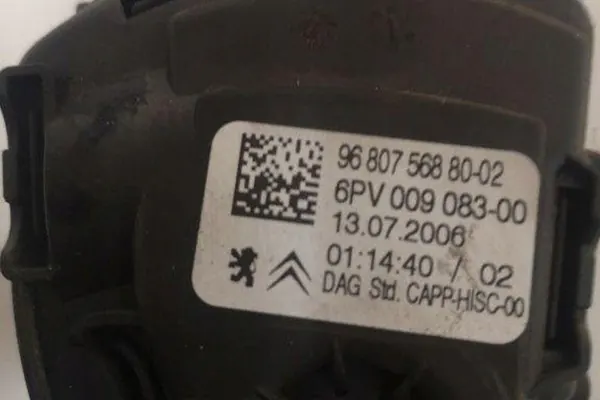 96 807 568 80-02
6PV 009 083-00
13.07.2006
01:14:40 / 02
DAG Std. CAPP-HISC-00